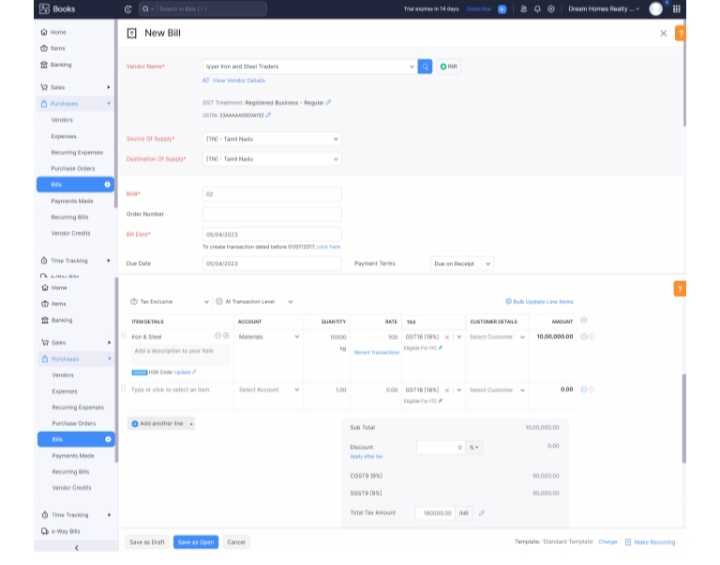 Books
Search in Bills ( / )
Trial expires in 14 days.
Subscribe
Dream Homes Realty ...
Home
Items
Banking
Sales
Purchases
Vendors
Expenses
Recurring Expenses
Purchase Orders
Bills
Payments Made
Recurring Bills
Vendor Credits
Time Tracking
e-Way Bills
New Bill
Vendor Name*
Iyyer Iron and Steel Traders
INR
View Vendor Details
GST Treatment: Registered Business - Regular
Source Of Supply*
[TN] - Tamil Nadu
Destination Of Supply*
[TN] - Tamil Nadu
Bill#*
02
Order Number
Bill Date*
05/04/2023
To create transaction dated before 01/07/2017, click here
Due Date
05/04/2023
Payment Terms
Due on Receipt
Home
Items
Banking
Sales
Purchases
Vendors
Expenses
Recurring Expenses
Purchase Orders
Bills
Payments Made
Recurring Bills
Vendor Credits
Time Tracking
e-Way Bills
Tax Exclusive
At Transaction Level
Bulk Update Line Items
ITEM DETAILS
ACCOUNT
QUANTITY
RATE
TAX
CUSTOMER DETAILS
AMOUNT
Iron & Steel
Materials
10000
100
GST18 [18%]
Select Customer
10,00,000.00
kg
Eligible For ITC
Add a description to your item
Recent Transactions
HSN Code: Update
Type or click to select an item.
Select Account
1.00
0.00
GST18 [18%]
Select Customer
0.00
Eligible For ITC
Add another line
Sub Total
10,00,000.00
Discount
0
%
0.00
Apply after tax
CGST9 [9%]
90,000.00
SGST9 [9%]
90,000.00
Total Tax Amount
180000.00
INR
Save as Draft
Save as Open
Cancel
Template: 'Standard Template'
Change
Make Recurring